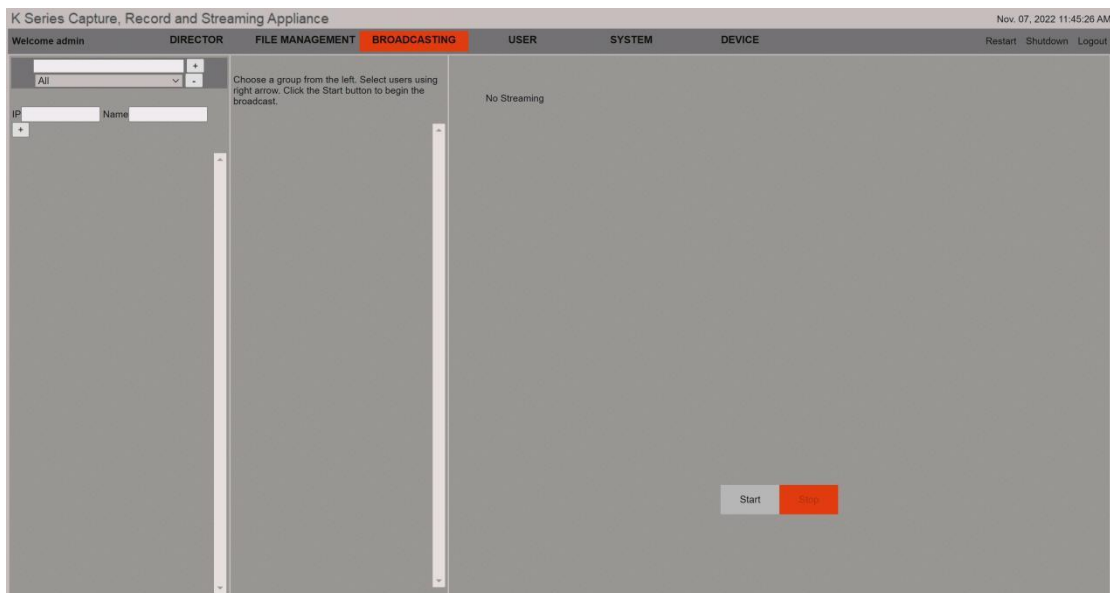 K Series Capture, Record and Streaming Appliance
Nov. 07, 2022 11:45:26 AM
Welcome admin DIRECTOR FILE MANAGEMENT BROADCASTING USER SYSTEM DEVICE Restart Shutdown Logout
+
All
-
IP Name
+
Choose a group from the left. Select users using
right arrow. Click the Start button to begin the
broadcast.
No Streaming
Start Stop